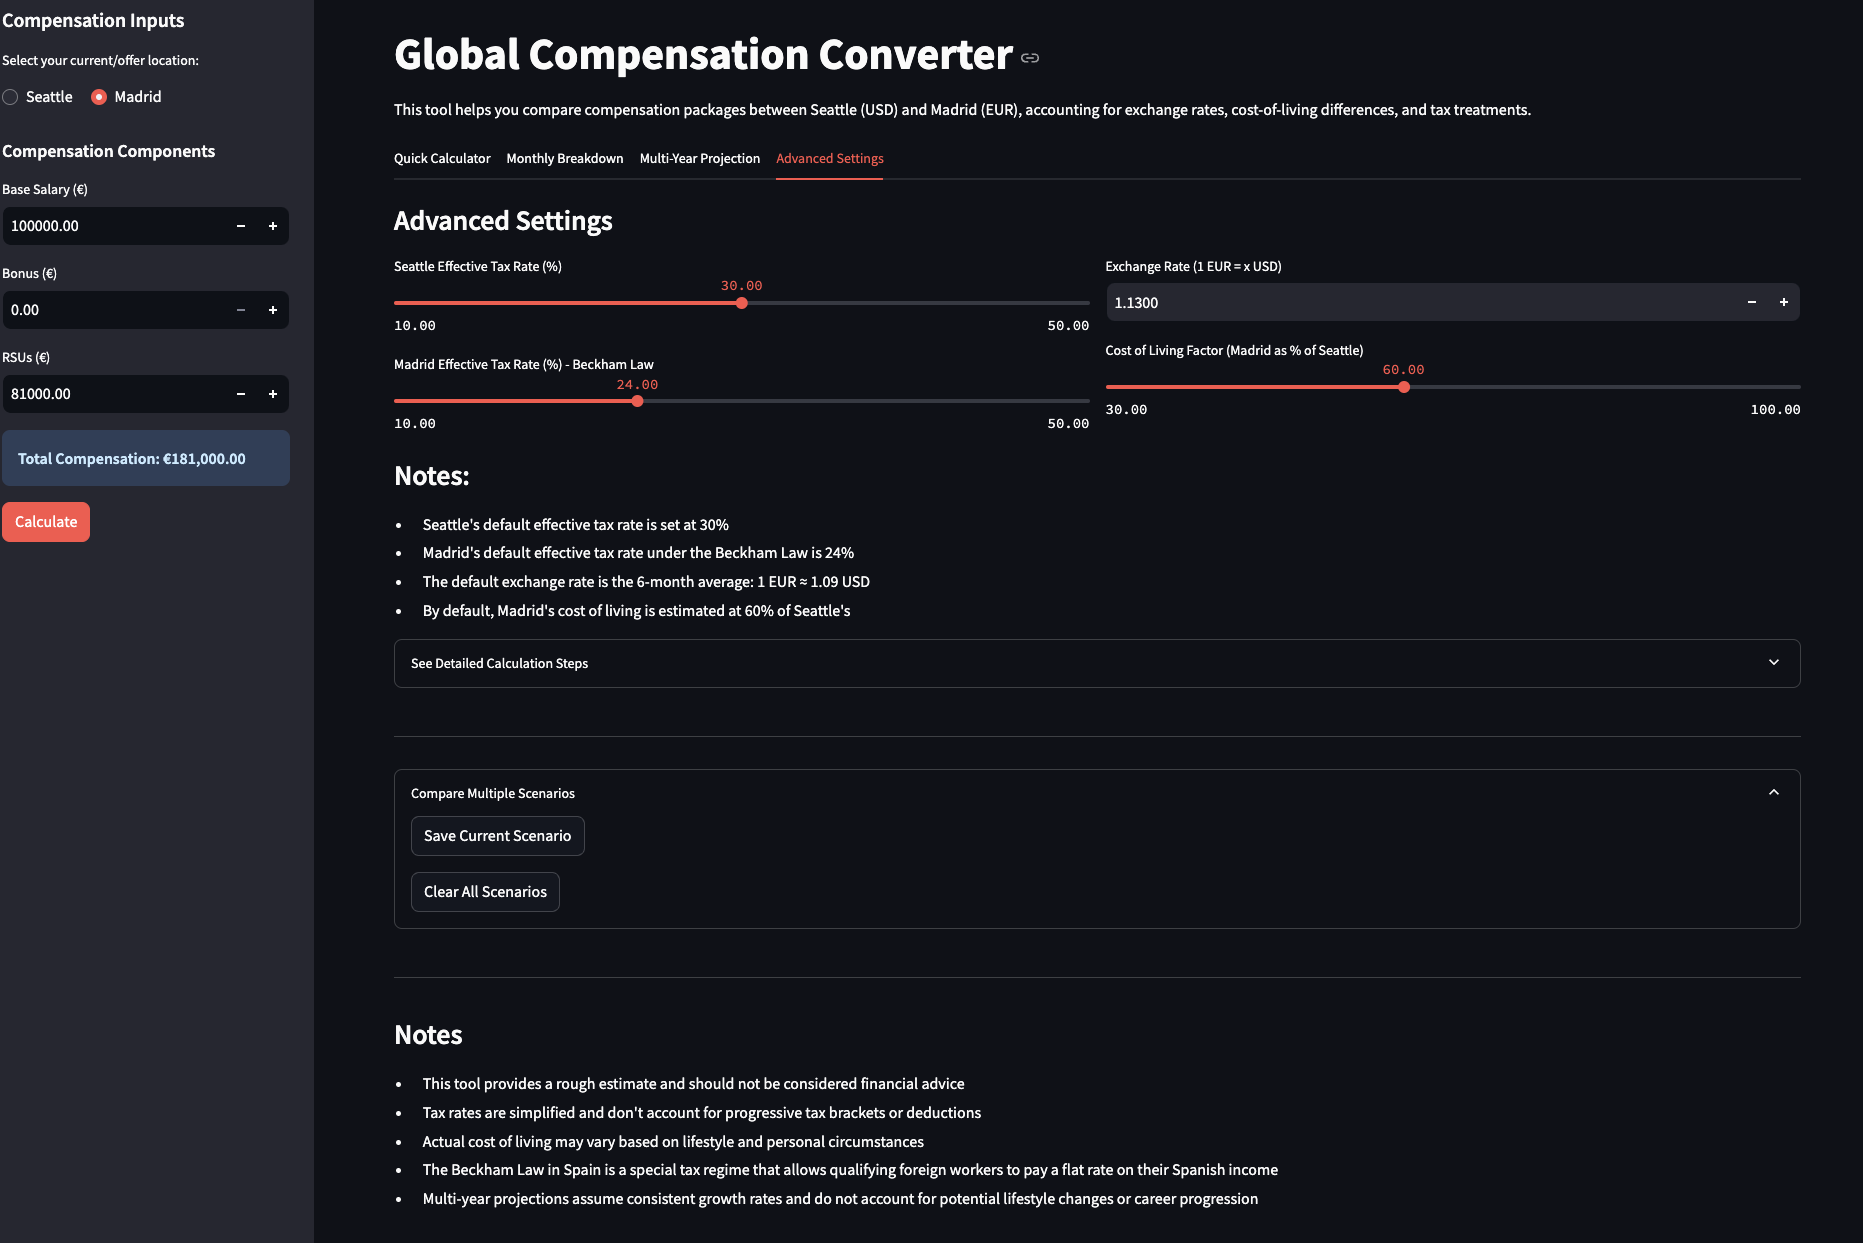 Compensation Inputs
Select your current/offer location:
Seattle
Madrid
Compensation Components
Base Salary (€)
100000.00
Bonus (€)
0.00
RSUs (€)
81000.00
Total Compensation: €181,000.00
Calculate
Global Compensation Converter
This tool helps you compare compensation packages between Seattle (USD) and Madrid (EUR), accounting for exchange rates, cost-of-living differences, and tax treatments.
Quick Calculator
Monthly Breakdown
Multi-Year Projection
Advanced Settings
Advanced Settings
Seattle Effective Tax Rate (%)
30.00
10.00
50.00
Madrid Effective Tax Rate (%) - Beckham Law
24.00
10.00
50.00
Exchange Rate (1 EUR = x USD)
1.1300
Cost of Living Factor (Madrid as % of Seattle)
60.00
30.00
100.00
Notes:
• Seattle's default effective tax rate is set at 30%
• Madrid's default effective tax rate under the Beckham Law is 24%
• The default exchange rate is the 6-month average: 1 EUR ≈ 1.09 USD
• By default, Madrid's cost of living is estimated at 60% of Seattle's
See Detailed Calculation Steps
Compare Multiple Scenarios
Save Current Scenario
Clear All Scenarios
Notes
• This tool provides a rough estimate and should not be considered financial advice
• Tax rates are simplified and don't account for progressive tax brackets or deductions
• Actual cost of living may vary based on lifestyle and personal circumstances
• The Beckham Law in Spain is a special tax regime that allows qualifying foreign workers to pay a flat rate on their Spanish income
• Multi-year projections assume consistent growth rates and do not account for potential lifestyle changes or career progression